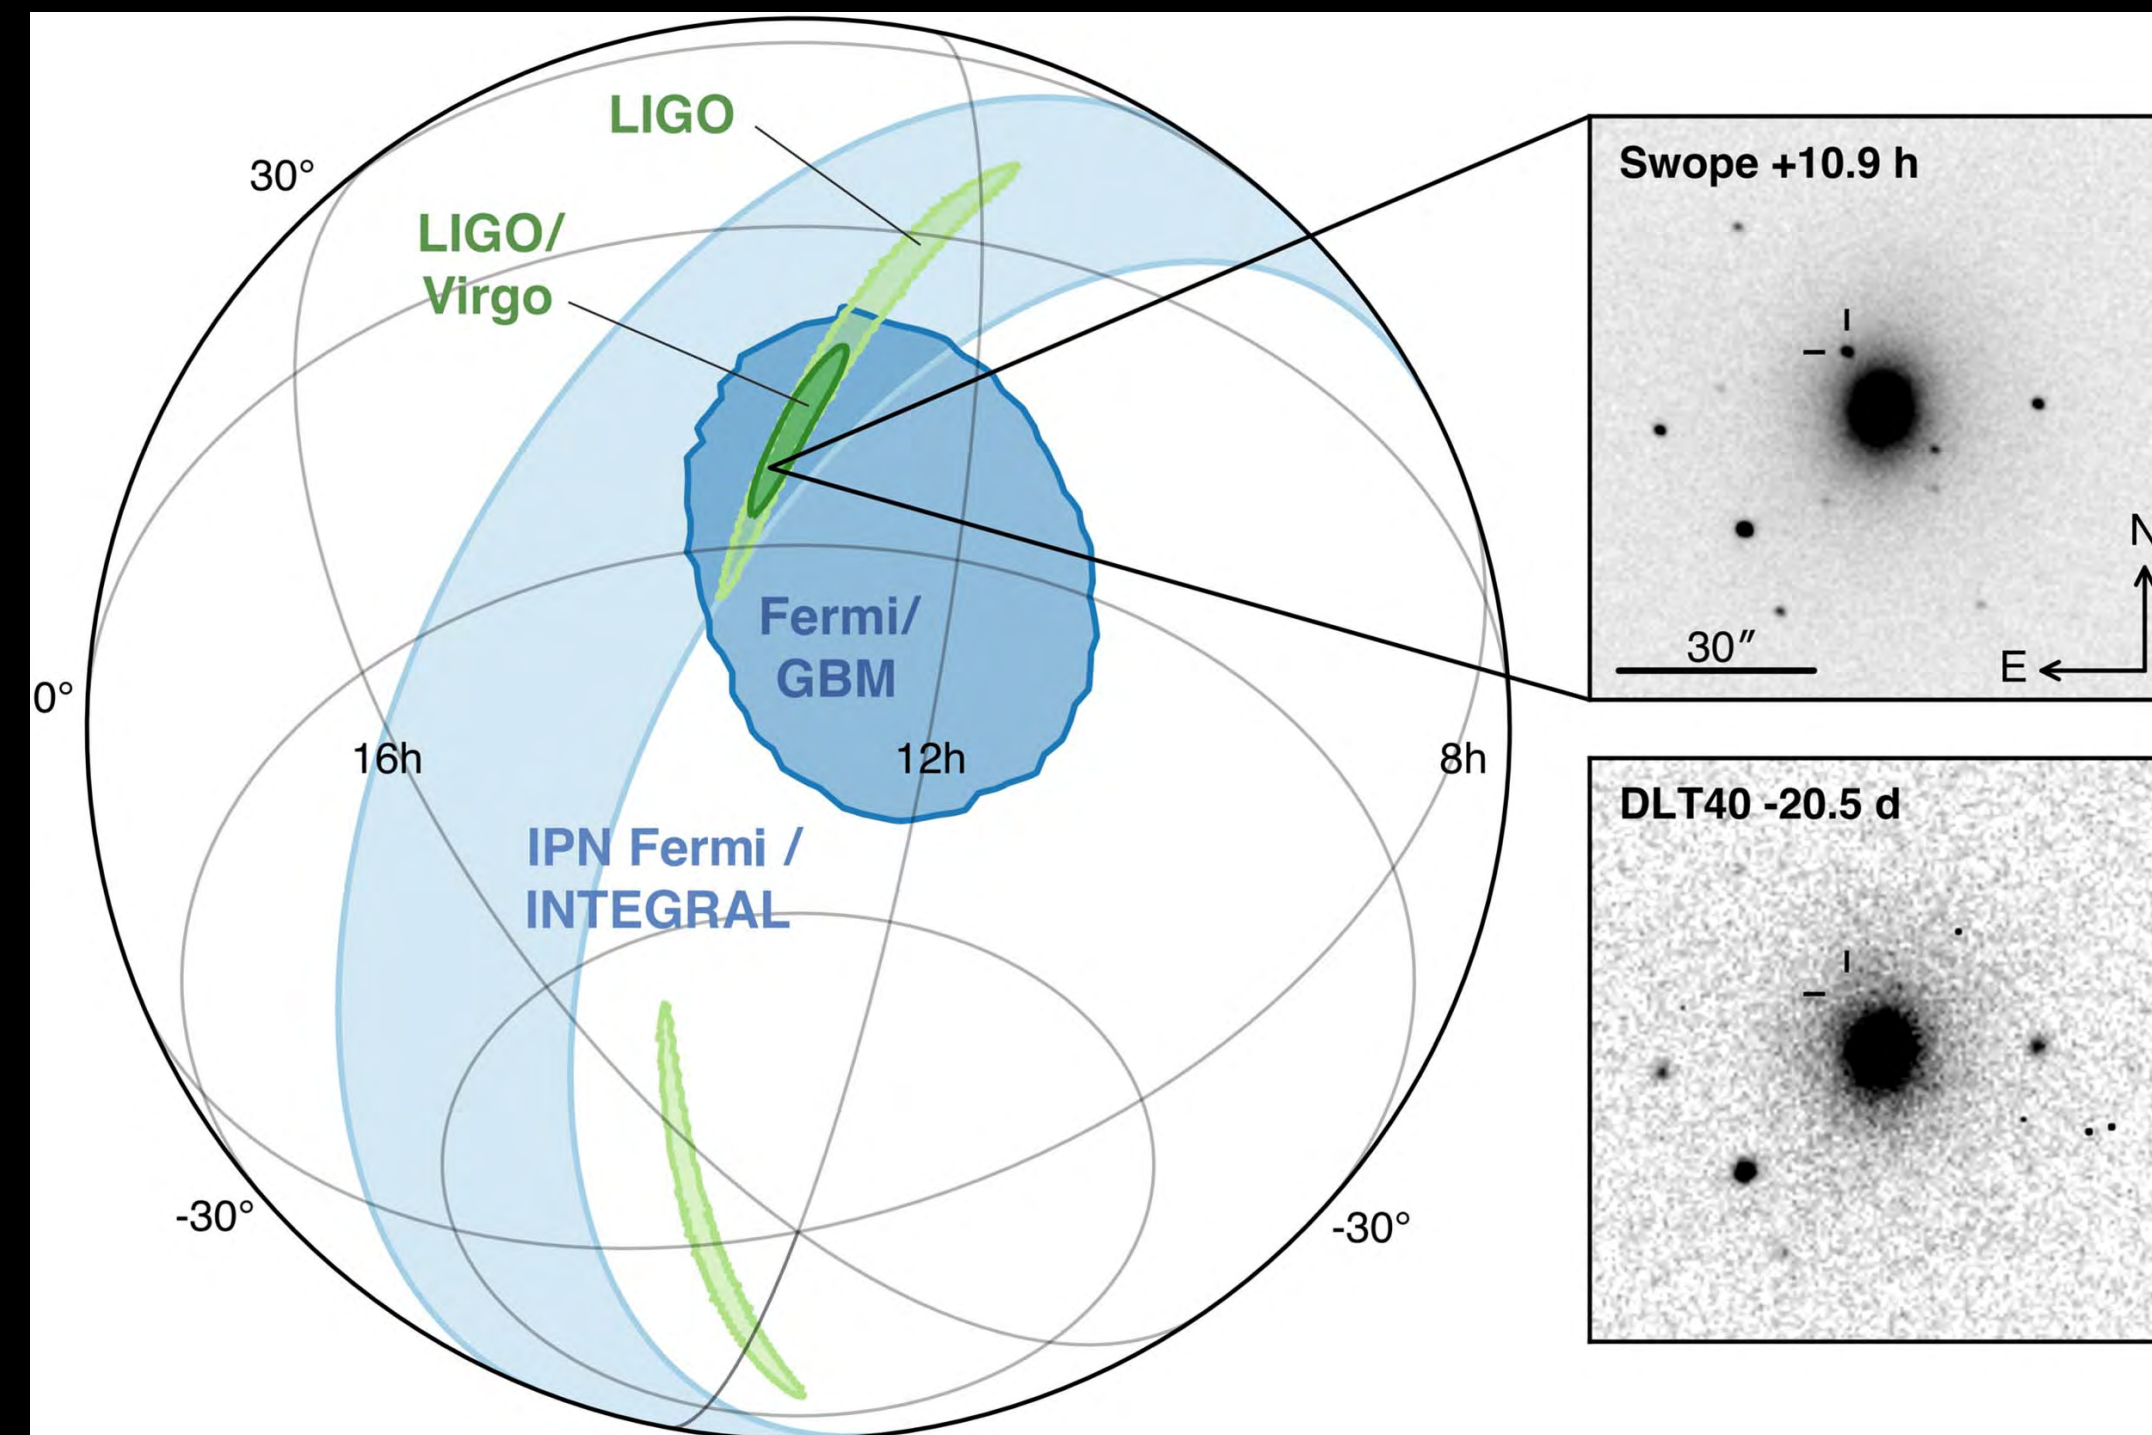 LIGO
30°
LIGO/
Virgo
Swope +10.9 h
Fermi/
GBM
N
30″
E
0°
16h
12h
8h
DLT40 -20.5 d
IPN Fermi /
INTEGRAL
-30°
-30°